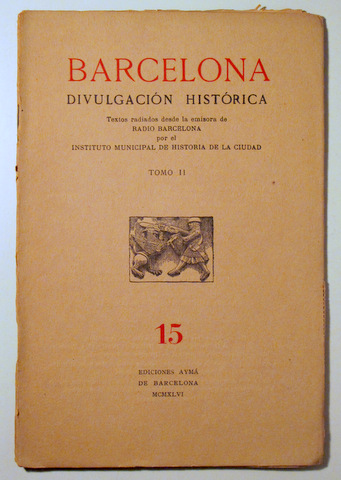 BARCELONA
DIVULGACIÓN HISTÓRICA
Textos radiados desde la emisora de
RADIO BARCELONA
por el
INSTITUTO MUNICIPAL DE HISTORIA DE LA CIUDAD
TOMO II
15
EDICIONES AYMÁ
DE BARCELONA
MCMXLVI